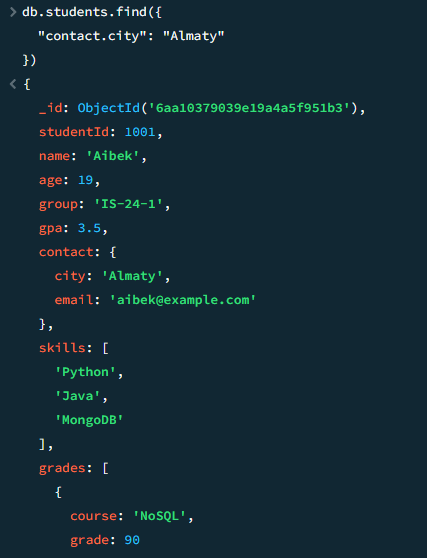 > db.students.find({
"contact.city": "Almaty"
})
< {
_id: ObjectId('6aa10379039e19a4a5f951b3'),
studentId: 1001,
name: 'Aibek',
age: 19,
group: 'IS-24-1',
gpa: 3.5,
contact: {
city: 'Almaty',
email: 'aibek@example.com'
},
skills: [
'Python',
'Java',
'MongoDB'
],
grades: [
{
course: 'NoSQL',
grade: 90